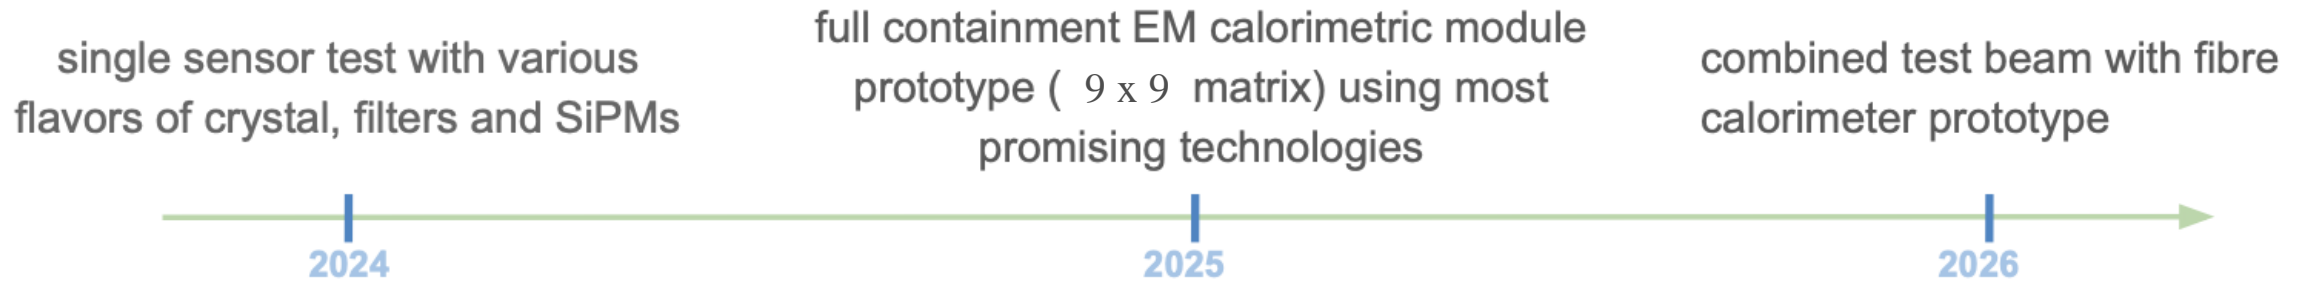 single sensor test with various
flavors of crystal, filters and SiPMs
full containment EM calorimetric module
prototype ( 9 x 9 matrix) using most
promising technologies
combined test beam with fibre
calorimeter prototype
2024
2025
2026